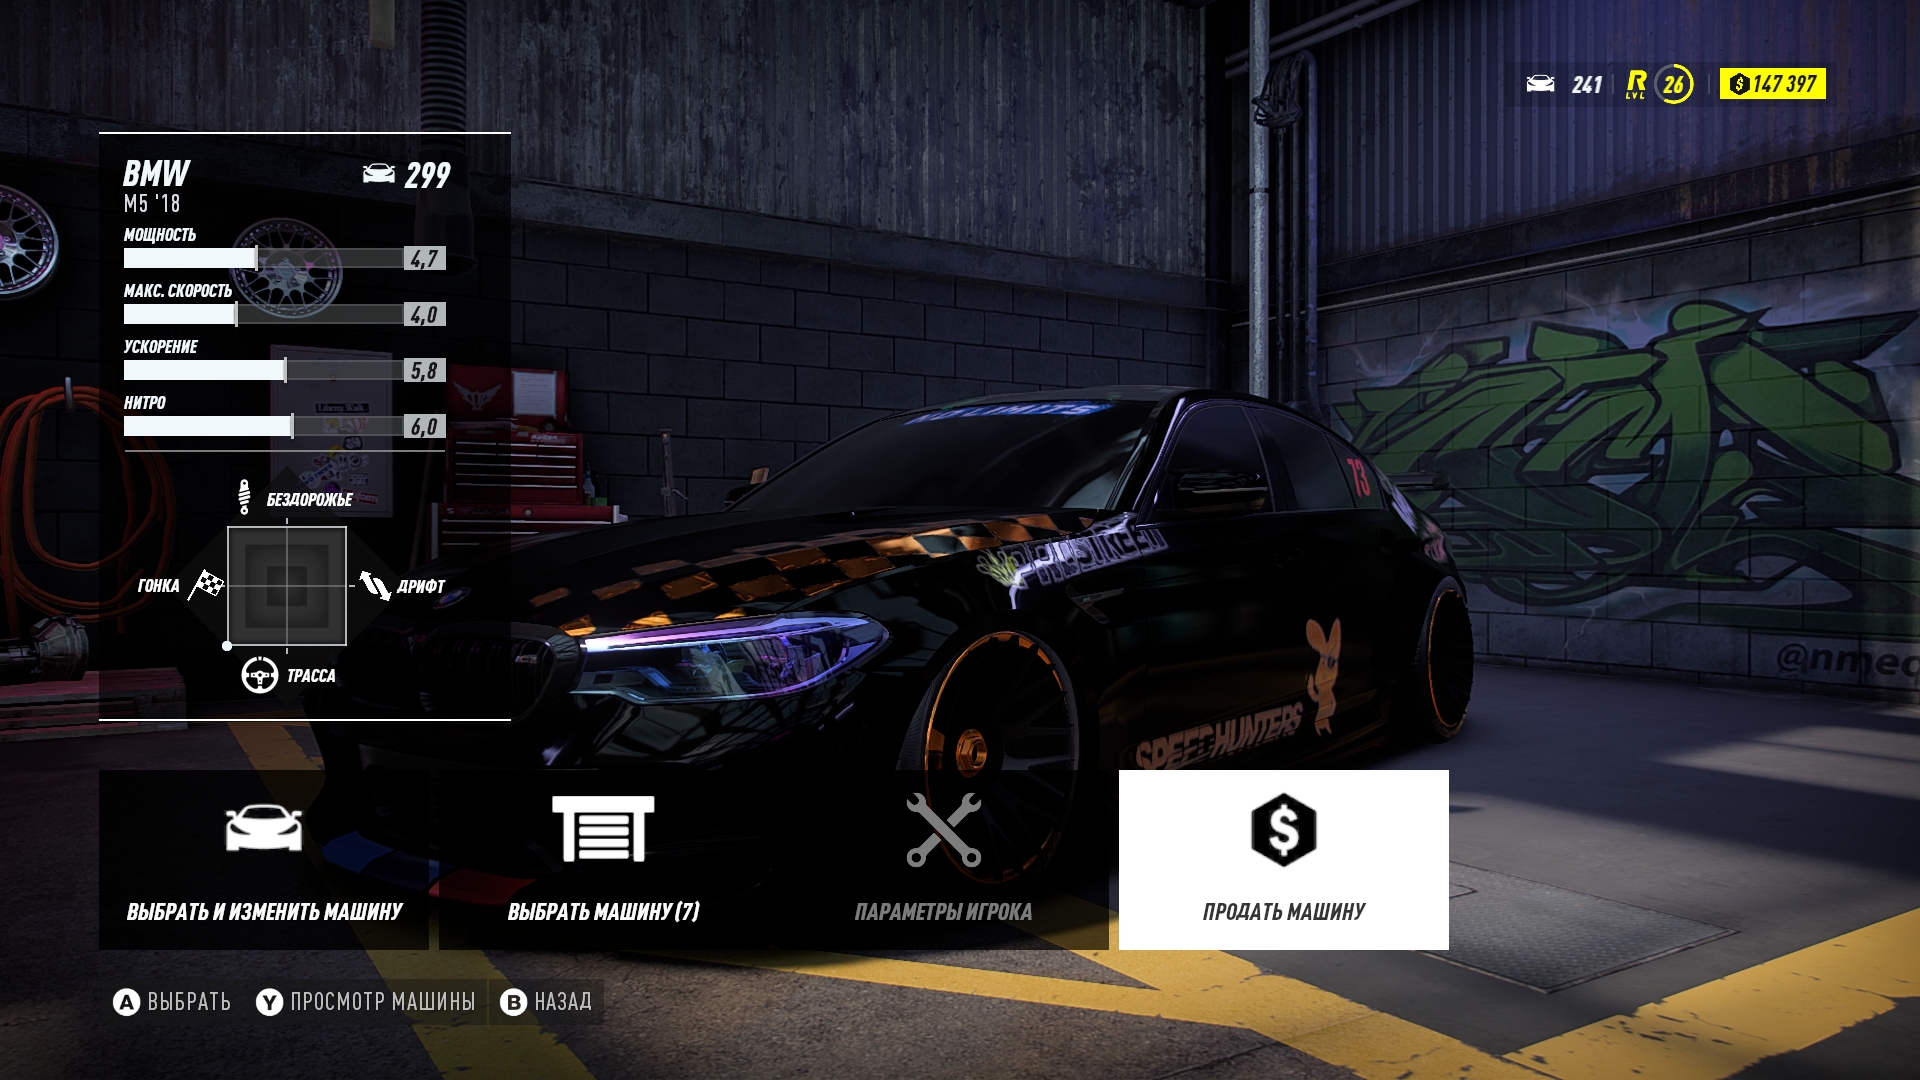 241
R
LVL
26
147 397
BMW
299
M5 '18
МОЩНОСТЬ
4,7
МАКС. СКОРОСТЬ
4,0
УСКОРЕНИЕ
5,8
НИТРО
6,0
БЕЗДОРОЖЬЕ
ГОНКА
ДРИФТ
ТРАССА
NO LIMITS
73
SPEEDHUNTERS
ВЫБРАТЬ И ИЗМЕНИТЬ МАШИНУ
ВЫБРАТЬ МАШИНУ (7)
ПАРАМЕТРЫ ИГРОКА
ПРОДАТЬ МАШИНУ
A ВЫБРАТЬ
Y ПРОСМОТР МАШИНЫ
B НАЗАД